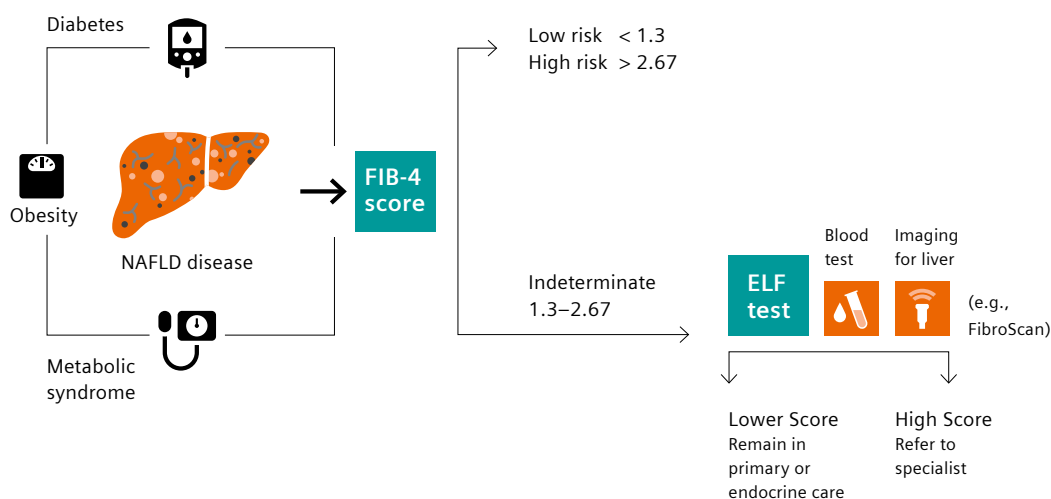 Diabetes
Obesity
NAFLD disease
Metabolic
syndrome
FIB-4
score
Low risk < 1.3
High risk > 2.67
Indeterminate
1.3–2.67
ELF
test
Blood
test
Imaging
for liver
(e.g.,
FibroScan)
Lower Score
Remain in
primary or
endocrine care
High Score
Refer to
specialist